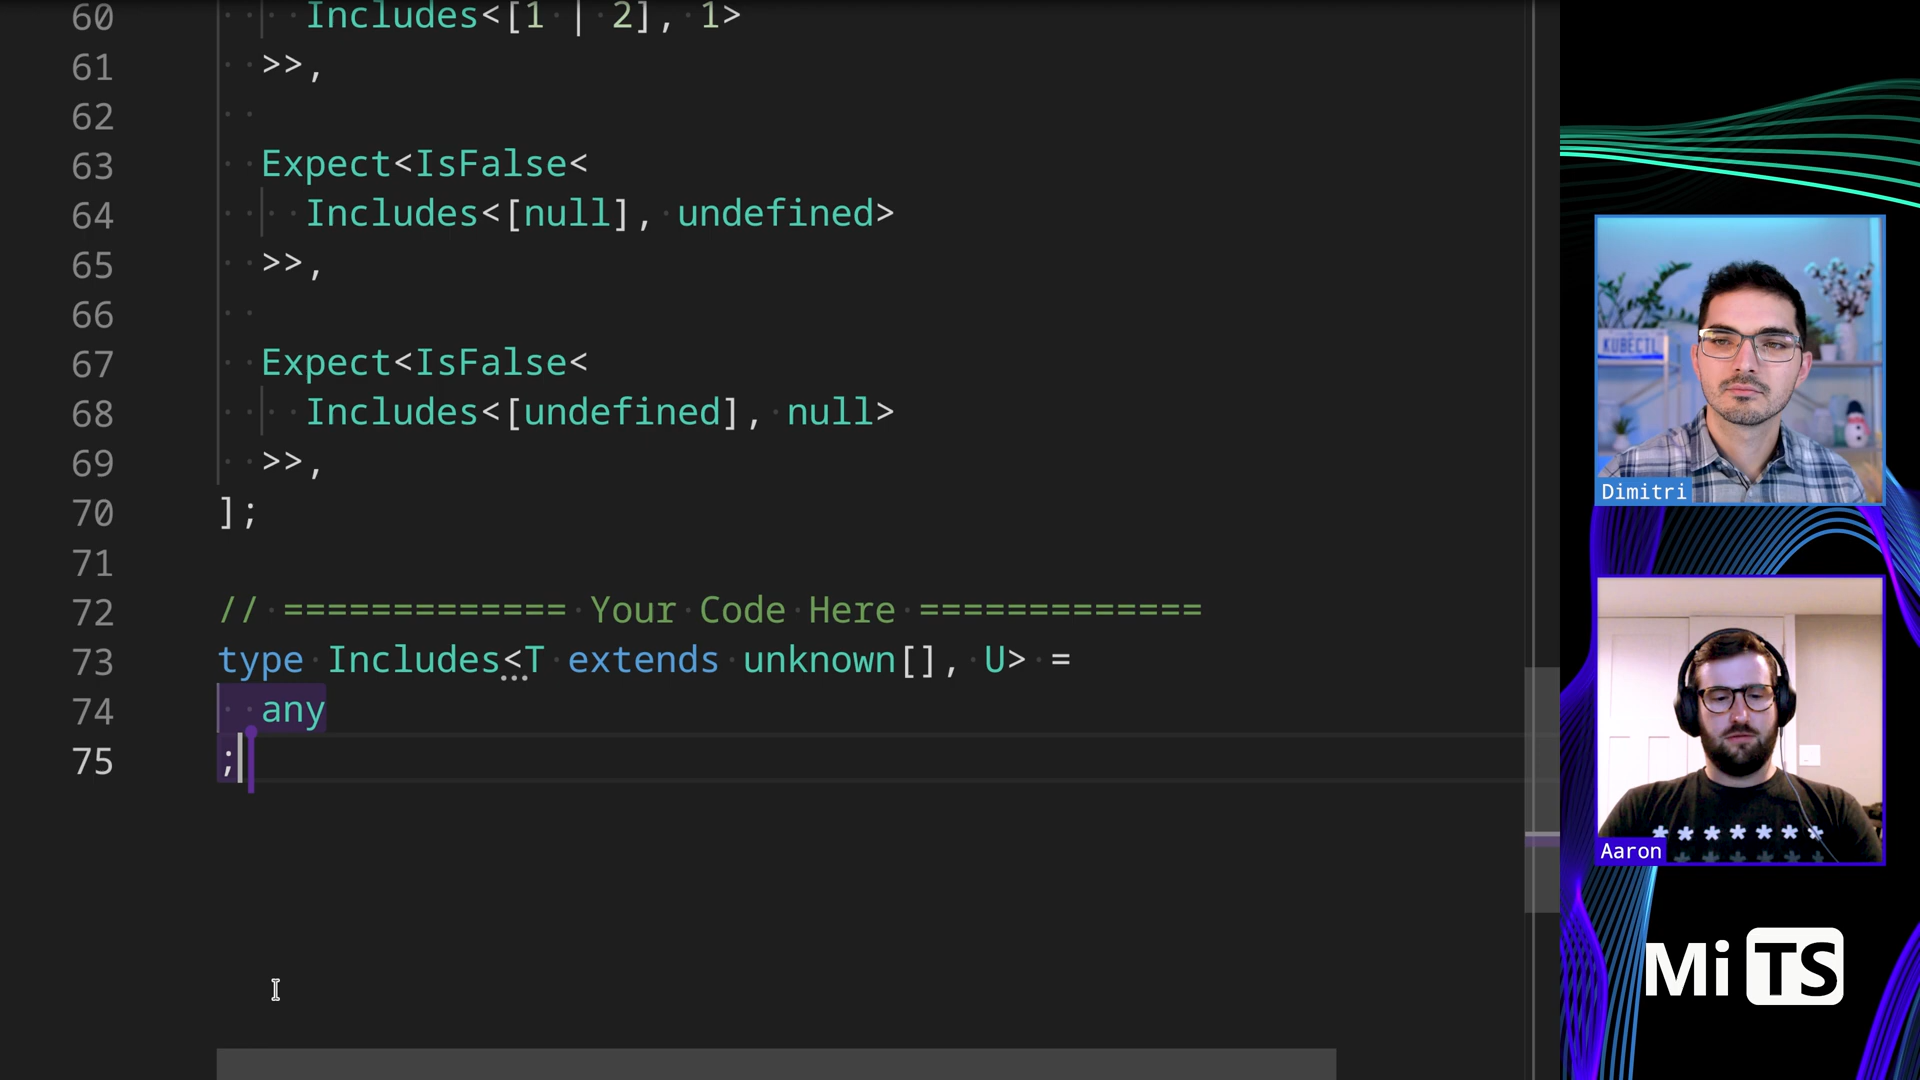 60 Includes<[1 | 2], 1>
61 >>,
62
63 Expect<IsFalse<
64 Includes<[null], undefined>
65 >>,
66
67 Expect<IsFalse<
68 Includes<[undefined], null>
69 >>,
70 ];
71
72 // ============= Your Code Here =============
73 type Includes<T extends unknown[], U> =
74 any
75 ;
KUBECTL
Dimitri
*******
Aaron
Mi TS